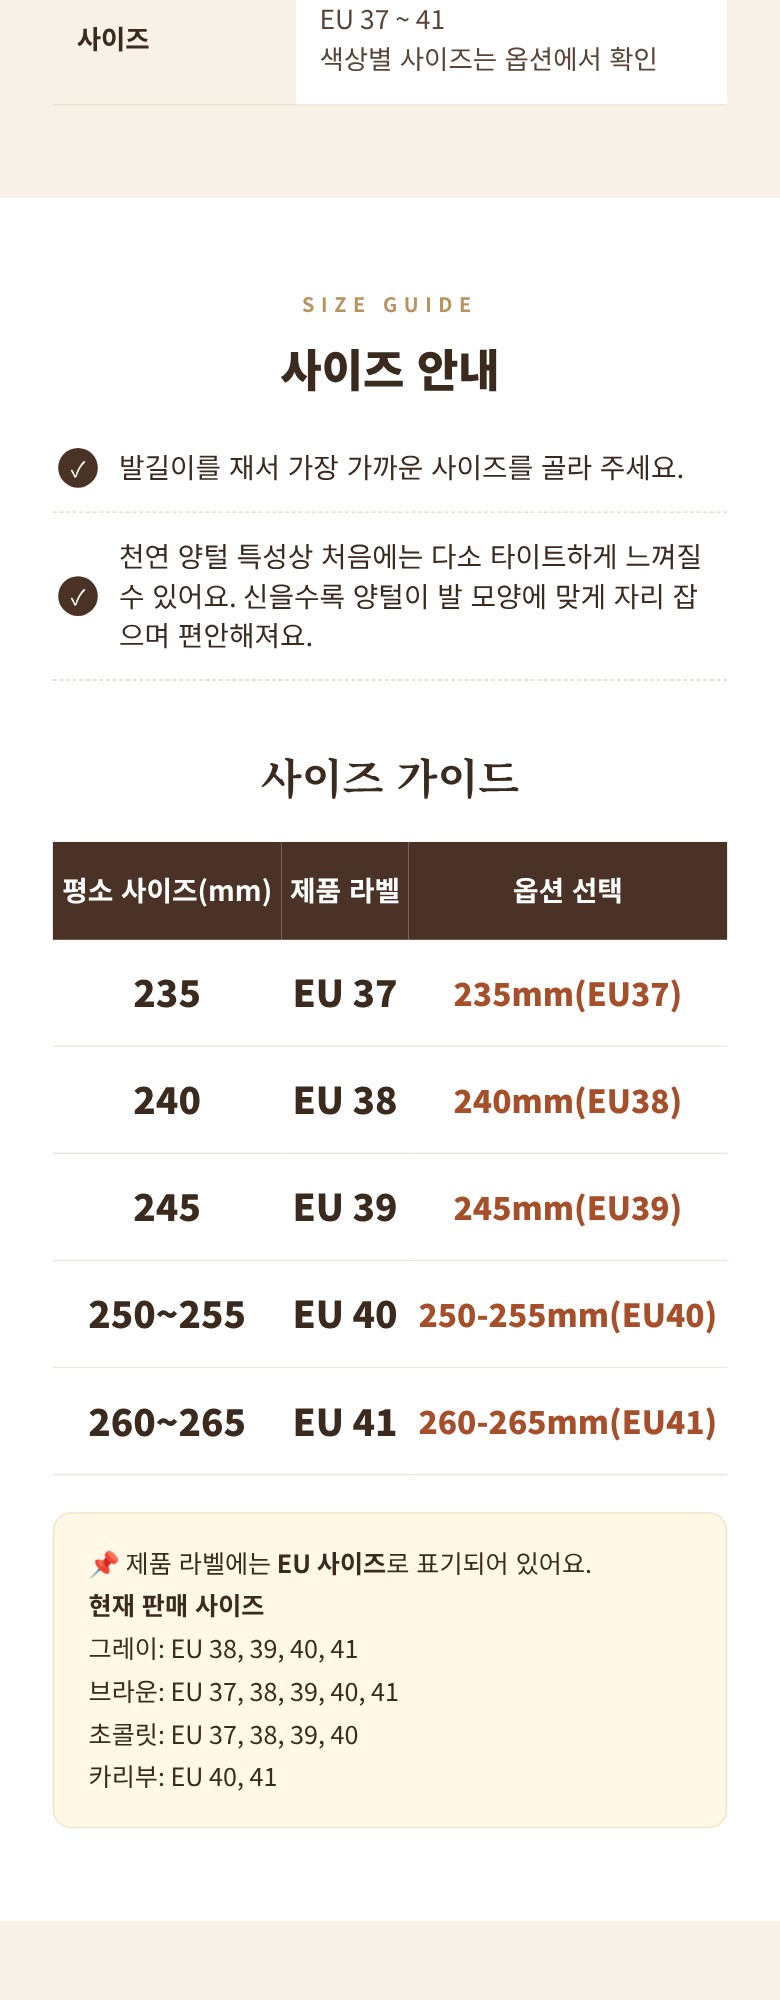 사이즈
EU 37 ~ 41
색상별 사이즈는 옵션에서 확인
SIZE GUIDE
사이즈 안내
✓ 발길이를 재서 가장 가까운 사이즈를 골라 주세요.
천연 양털 특성상 처음에는 다소 타이트하게 느껴질
✓ 수 있어요. 신을수록 양털이 발 모양에 맞게 자리 잡
으며 편안해져요.
사이즈 가이드
평소 사이즈(mm) 제품 라벨 옵션 선택
235 EU 37 235mm(EU37)
240 EU 38 240mm(EU38)
245 EU 39 245mm(EU39)
250~255 EU 40 250-255mm(EU40)
260~265 EU 41 260-265mm(EU41)
📌 제품 라벨에는 EU 사이즈로 표기되어 있어요.
현재 판매 사이즈
그레이: EU 38, 39, 40, 41
브라운: EU 37, 38, 39, 40, 41
초콜릿: EU 37, 38, 39, 40
카리부: EU 40, 41